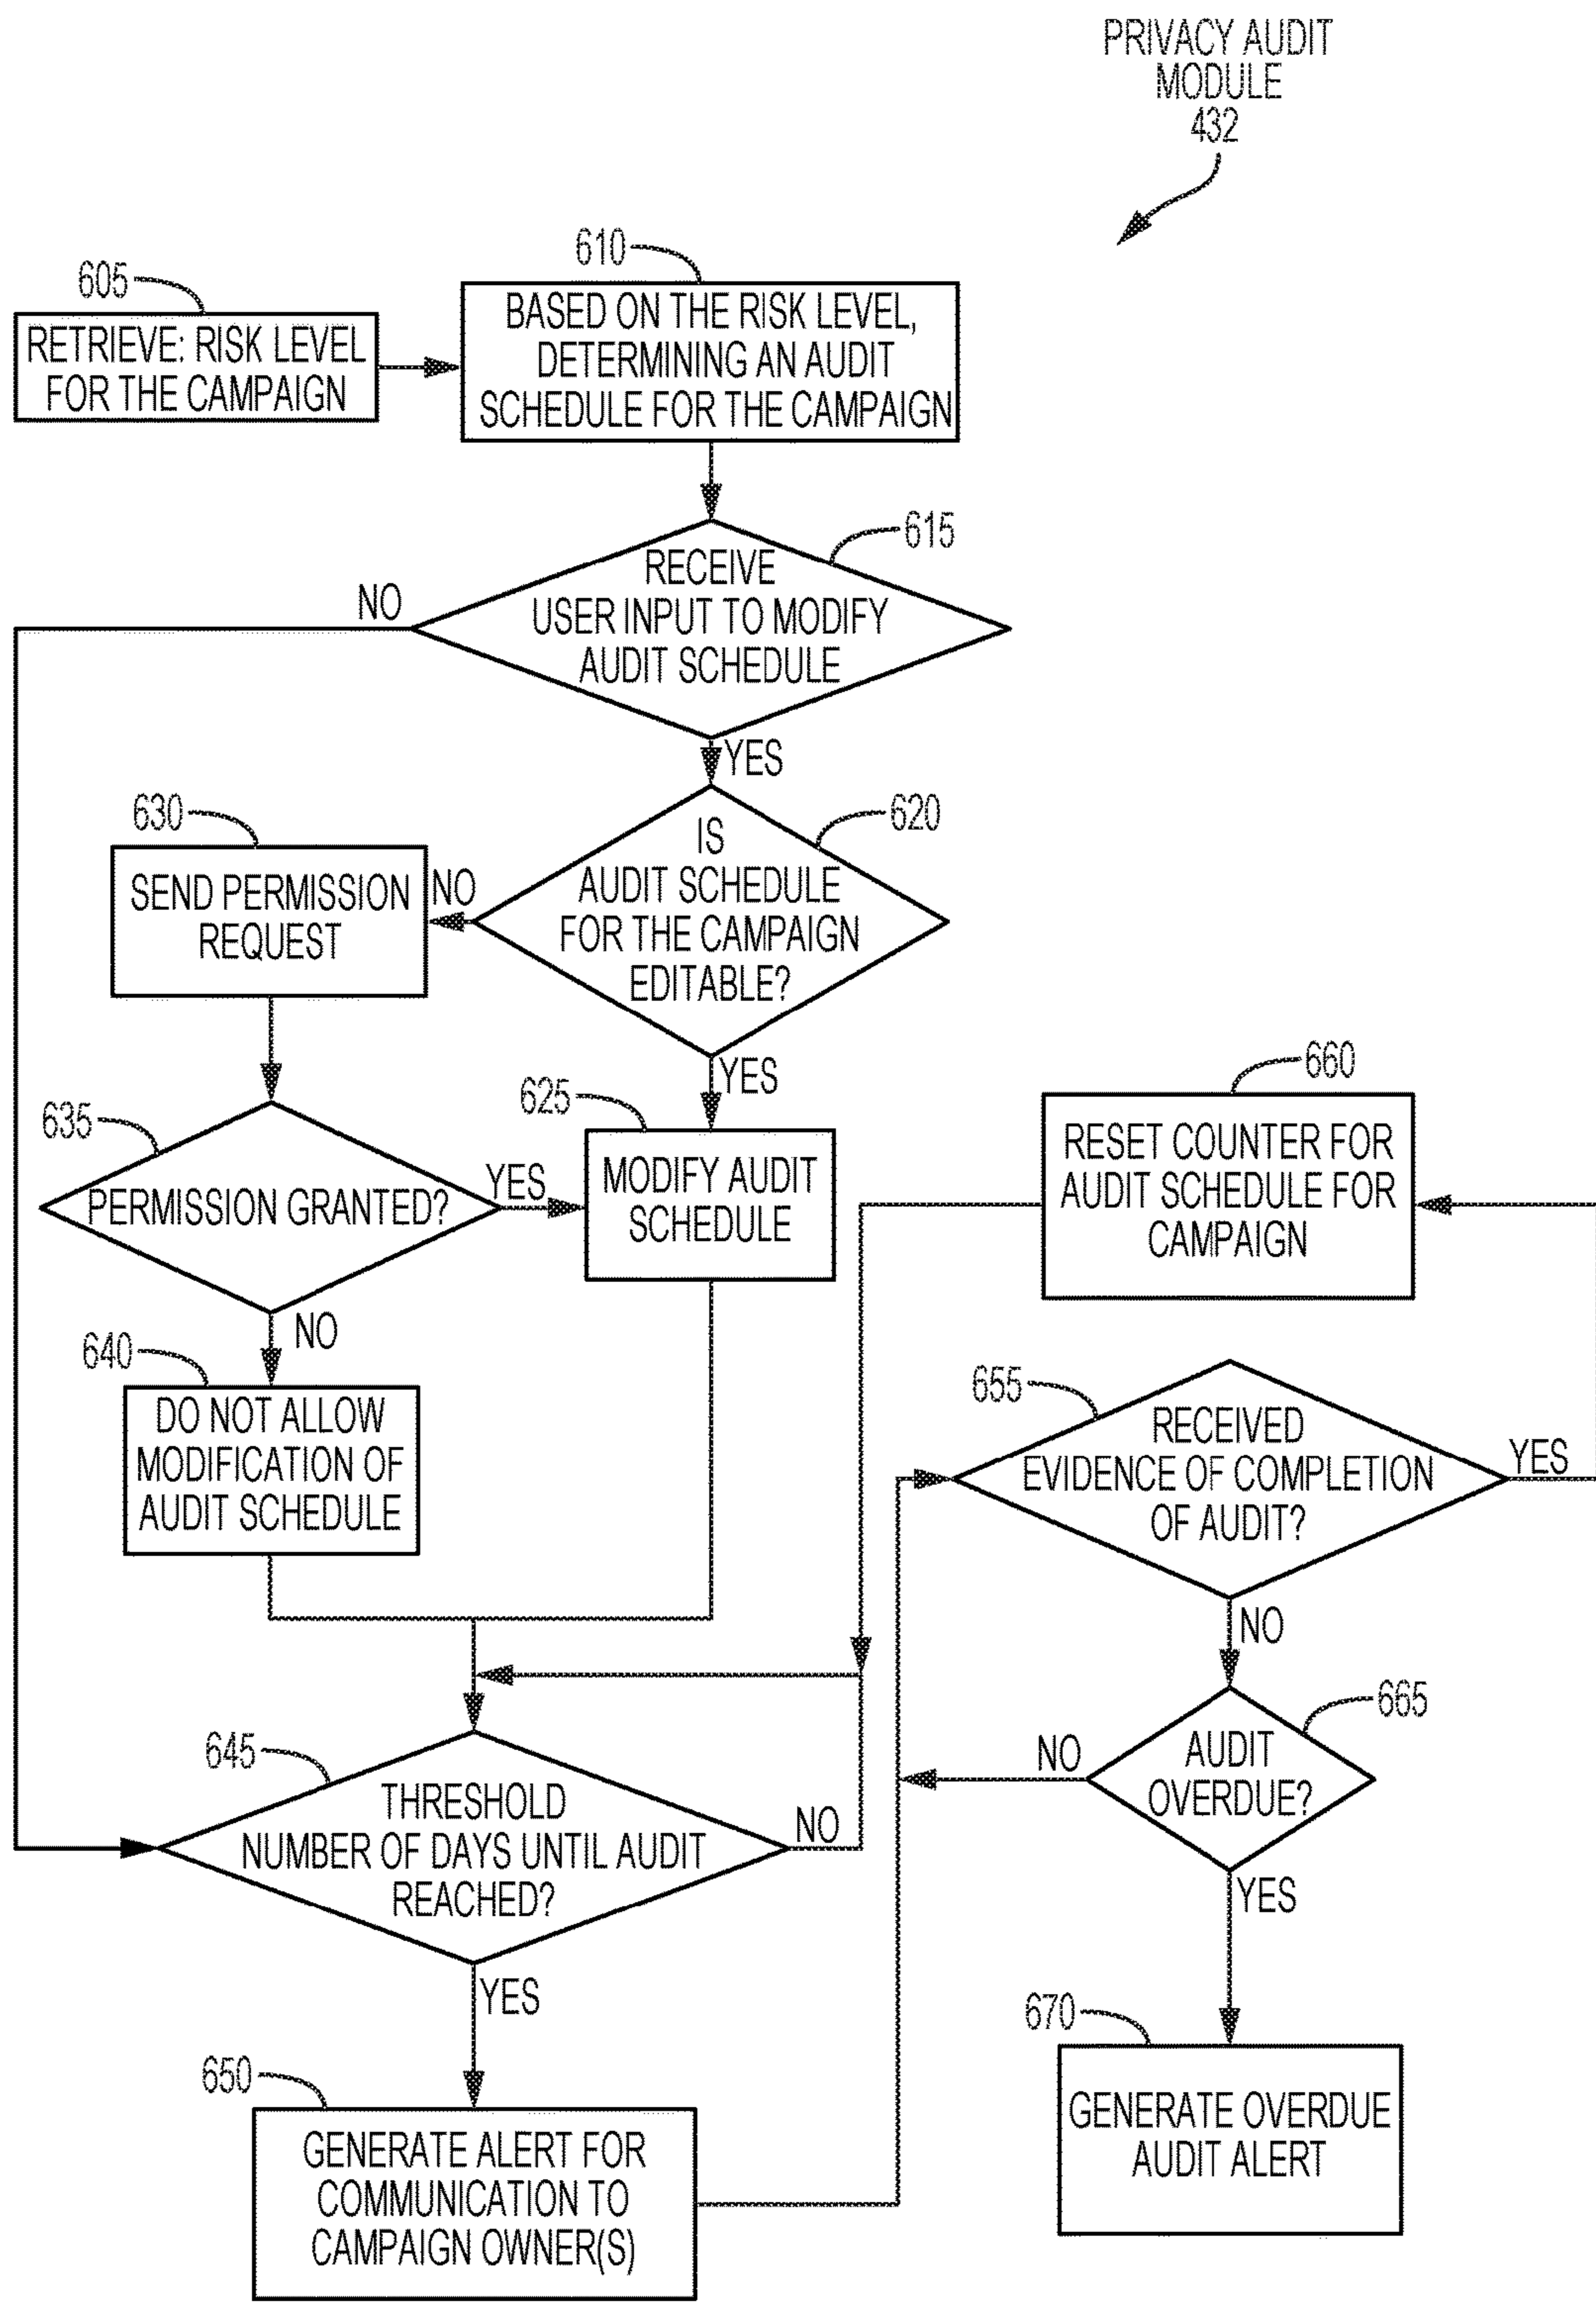 PRIVACY AUDIT
MODULE
432
605
RETRIEVE: RISK LEVEL
FOR THE CAMPAIGN
610
BASED ON THE RISK LEVEL,
DETERMINING AN AUDIT
SCHEDULE FOR THE CAMPAIGN
615
RECEIVE
USER INPUT TO MODIFY
AUDIT SCHEDULE
NO
YES
620
IS
AUDIT SCHEDULE
FOR THE CAMPAIGN
EDITABLE?
NO
YES
630
SEND PERMISSION
REQUEST
635
PERMISSION GRANTED?
YES
NO
625
MODIFY AUDIT
SCHEDULE
640
DO NOT ALLOW
MODIFICATION OF
AUDIT SCHEDULE
645
THRESHOLD
NUMBER OF DAYS UNTIL AUDIT
REACHED?
NO
YES
650
GENERATE ALERT FOR
COMMUNICATION TO
CAMPAIGN OWNER(S)
660
RESET COUNTER FOR
AUDIT SCHEDULE FOR
CAMPAIGN
655
RECEIVED
EVIDENCE OF COMPLETION
OF AUDIT?
YES
NO
665
AUDIT
OVERDUE?
NO
YES
670
GENERATE OVERDUE
AUDIT ALERT